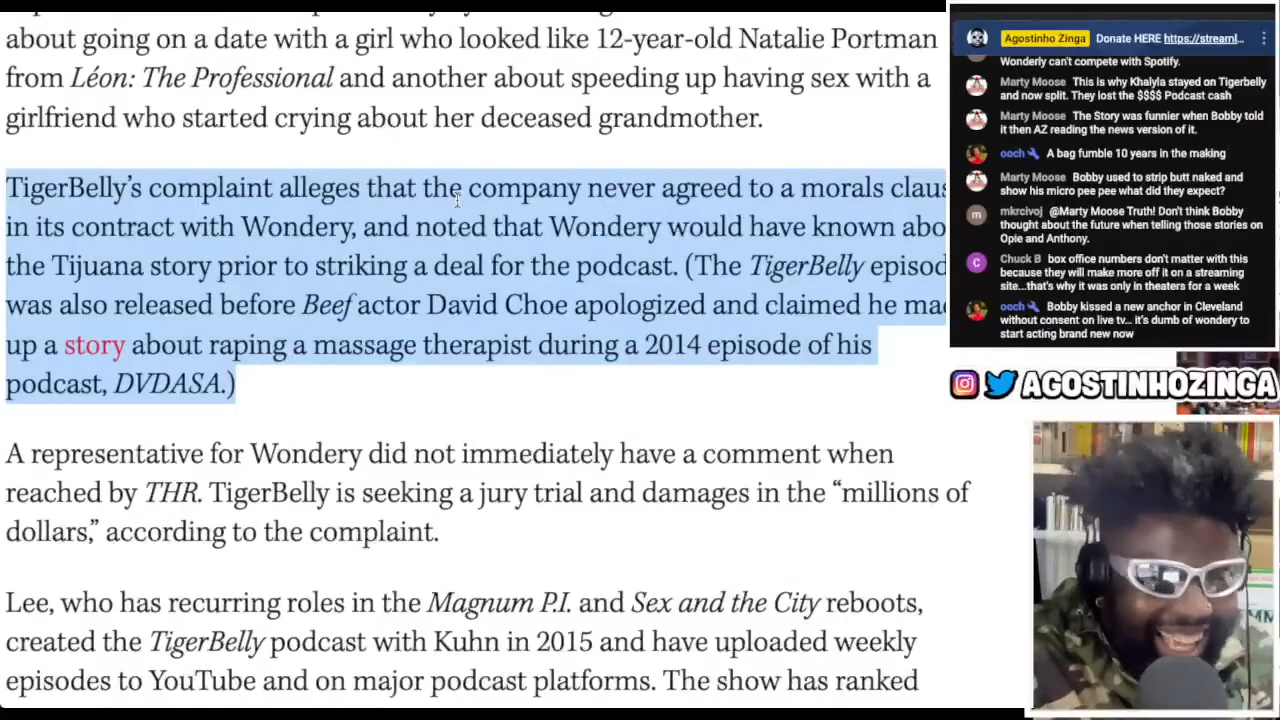 about going on a date with a girl who looked like 12-year-old Natalie Portman
from Léon: The Professional and another about speeding up having sex with a
girlfriend who started crying about her deceased grandmother.
TigerBelly’s complaint alleges that the company never agreed to a morals claus
in its contract with Wondery, and noted that Wondery would have known abo
the Tijuana story prior to striking a deal for the podcast. (The TigerBelly episod
was also released before Beef actor David Choe apologized and claimed he mad
up a story about raping a massage therapist during a 2014 episode of his
podcast, DVDASA.)
A representative for Wondery did not immediately have a comment when
reached by THR. TigerBelly is seeking a jury trial and damages in the “millions of
dollars,” according to the complaint.
Lee, who has recurring roles in the Magnum P.I. and Sex and the City reboots,
created the TigerBelly podcast with Kuhn in 2015 and have uploaded weekly
episodes to YouTube and on major podcast platforms. The show has ranked
Agostinho Zinga Donate HERE https://streaml...
Wonderly can't compete with Spotify.
Marty Moose This is why Khalyla stayed on Tigerbelly
and now split. They lost the $$$$ Podcast cash
Marty Moose The Story was funnier when Bobby told
it then AZ reading the news version of it.
ooch A bag fumble 10 years in the making
Marty Moose Bobby used to strip butt naked and
show his micro pee pee what did they expect?
mkrcivoj @Marty Moose Truth! Don't think Bobby
thought about the future when telling those stories on
Opie and Anthony.
Chuck B box office numbers don't matter with this
because they will make more off it on a streaming
site...that's why it was only in theaters for a week
ooch Bobby kissed a new anchor in Cleveland
without consent on live tv... it's dumb of wondery to
start acting brand new now
AGOSTINHOZINGA